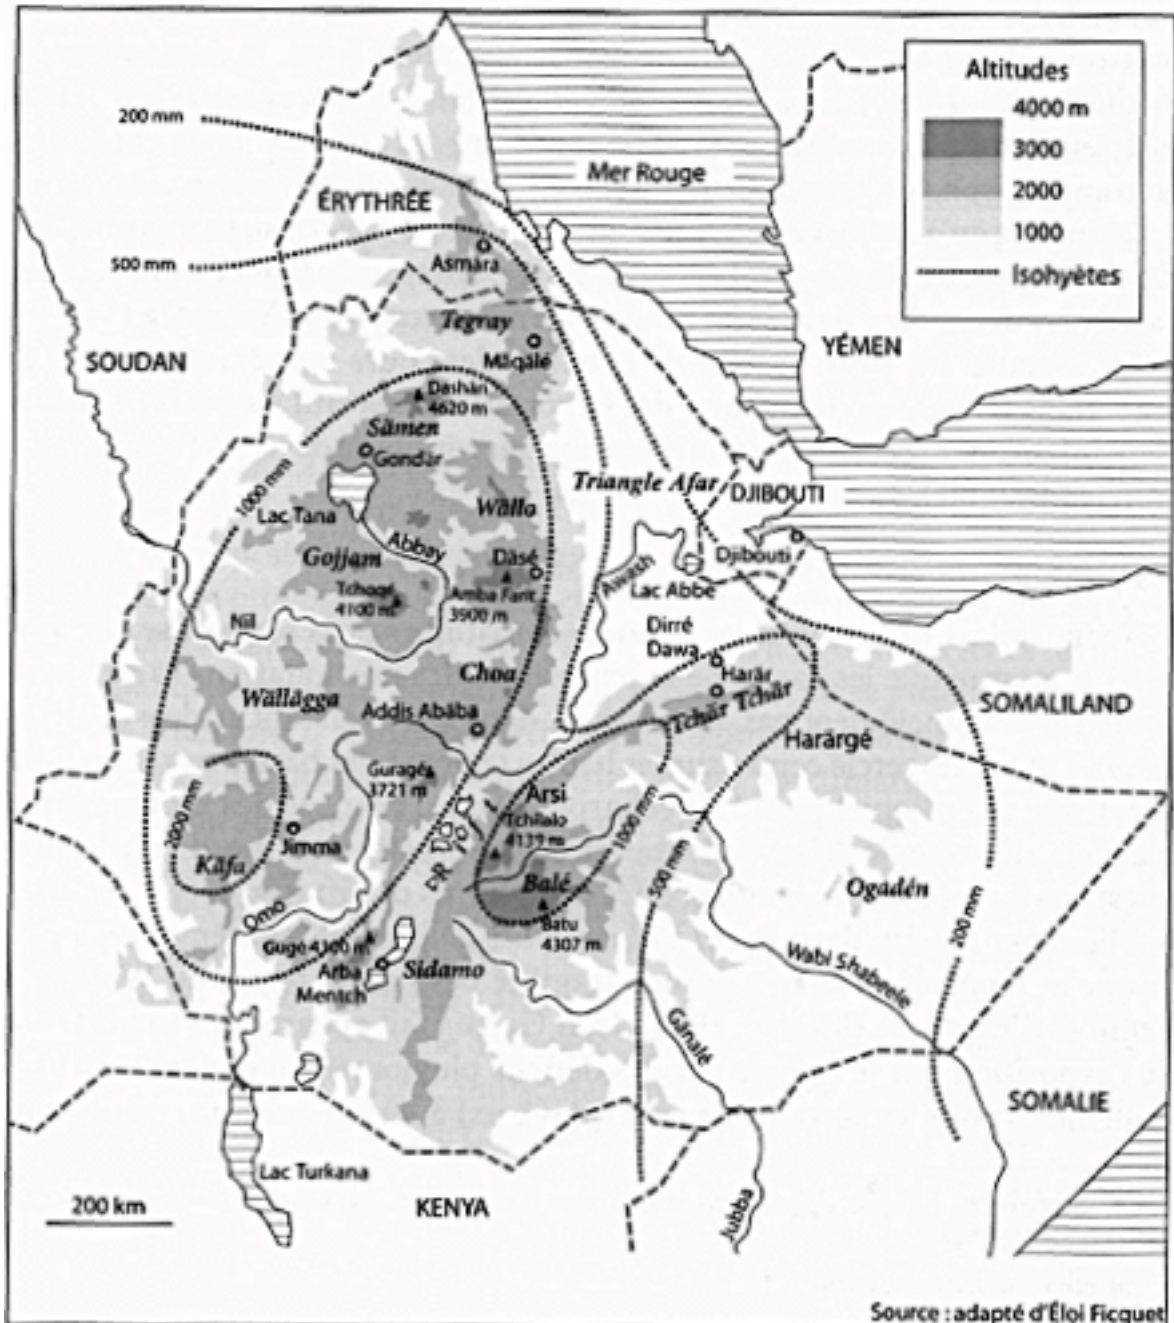 Altitudes
4000 m
3000
2000
1000
Isohyètes
200 mm
Mer Rouge
ÉRYTHRÉE
500 mm
Asmara
Tegray
SOUDAN
YÉMEN
Mäqälé
Dashän
4620 m
Sämen
Gondär
1000 mm
Triangle Afar
DJIBOUTI
Lac Tana
Wällo
Abbay
Gojjam
Däsé
Djibouti
Awash
Lac Abbe
Tchoqé
4100 m
Amba Farit
3900 m
Nil
Dirré
Dawa
Harär
Choa
Wällägga
Tchär Tchär
SOMALILAND
Addis Abäba
Harärgé
Guragé
3721 m
Arsi
Tchilalo
4139 m
1000 mm
2000 mm
Jimma
Käfa
500 mm
Balé
Ogadén
Batu
4307 m
200 mm
Omo
Gugé 4300 m
Arba
Mentch
Sidamo
Wabi Shabeele
Gänalé
SOMALIE
Lac Turkana
KENYA
Jubba
200 km
Source : adapté d'Éloi Ficquet